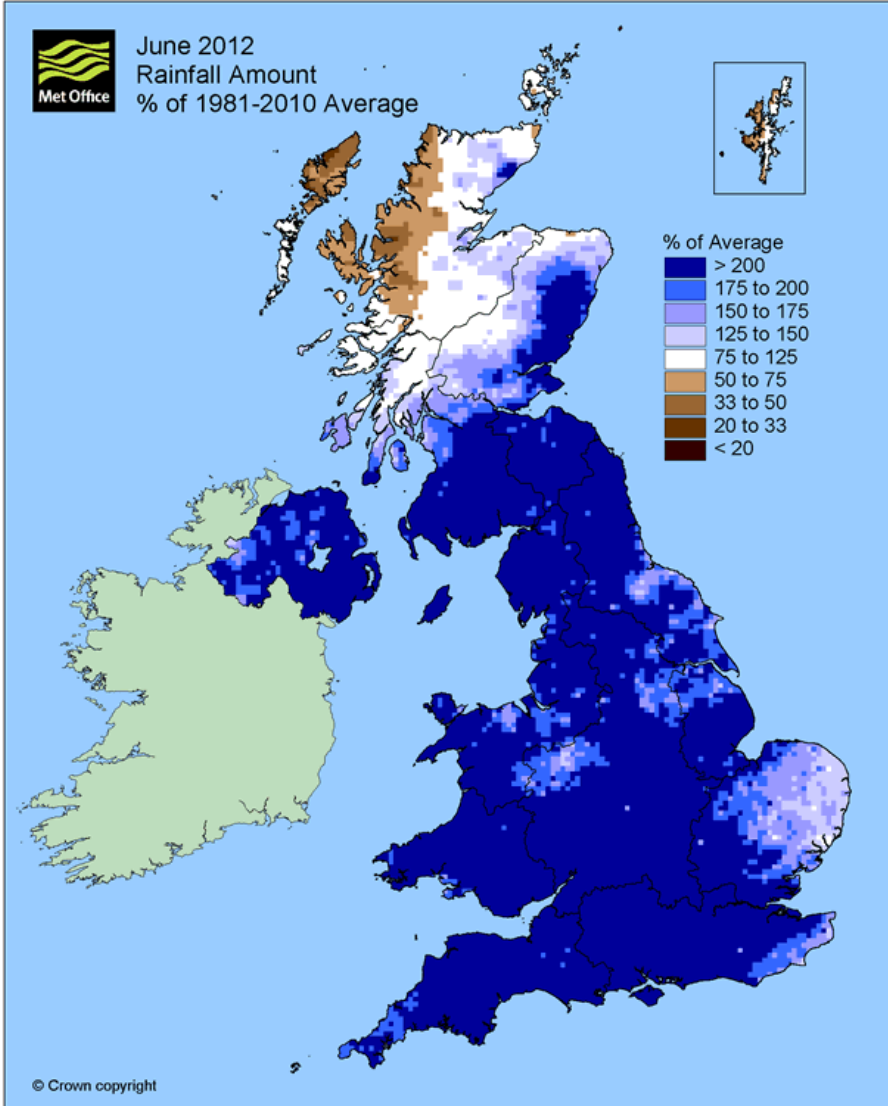 Met Office
June 2012
Rainfall Amount
% of 1981-2010 Average
% of Average
> 200
175 to 200
150 to 175
125 to 150
75 to 125
50 to 75
33 to 50
20 to 33
< 20
© Crown copyright